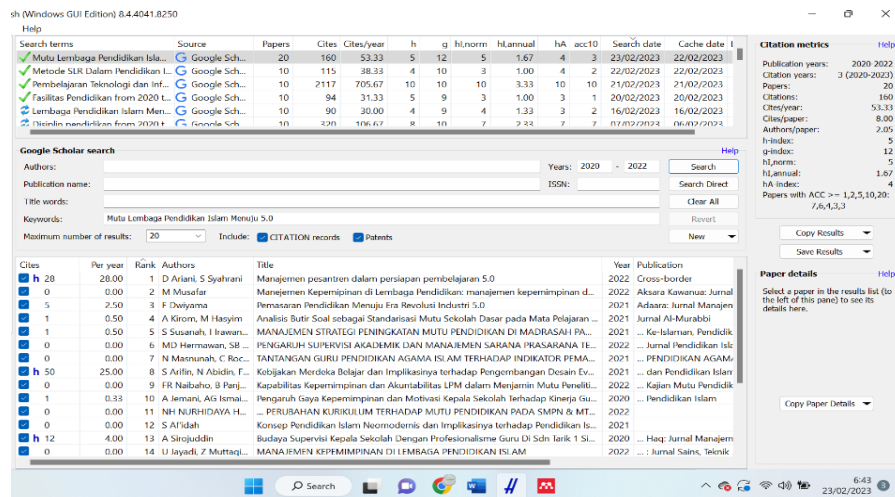 sh (Windows GUI Edition) 8.4.4041.8250
Help
Search terms Source Papers Cites Cites/year h g hI,norm hI,annual hA acc10 Search date Cache date
Mutu Lembaga Pendidikan Isla... Google Sch... 20 160 53.33 5 12 5 1.67 4 3 23/02/2023 22/02/2023
Metode SLR Dalam Pendidikan I... Google Sch... 10 115 38.33 4 10 3 1.00 4 2 22/02/2023 22/02/2023
Pembelajaran Teknologi dan Inf... Google Sch... 10 2117 705.67 10 10 10 3.33 10 10 21/02/2023 21/02/2023
Fasilitas Pendidikan from 2020 t... Google Sch... 10 94 31.33 5 9 3 1.00 3 1 21/02/2023 20/02/2023
Lembaga Pendidikan Islam Men... Google Sch... 10 90 30.00 4 9 4 1.33 3 2 16/02/2023 16/02/2023
Disiplin pendidikan from 2020 t... Google Sch... 10 320 106.67 8 10 7 2.33 7 7 07/02/2023 06/02/2023
Google Scholar search Help
Authors: Years: 2020 - 2022 Search
Publication name: ISSN: Search Direct
Title words: Clear All
Keywords: Mutu Lembaga Pendidikan Islam Menuju 5.0 Revert
Maximum number of results: 20 Include: CITATION records Patents New
Cites Per year Rank Authors Title Year Publication
h 28 28.00 1 D Ariani, S Syahrani Manajemen pesantren dalam persiapan pembelajaran 5.0 2022 Cross-border
0 0.00 2 M Musafar Manajemen Kepemipinan di Lembaga Pendidikan: manajemen kepemimpinan d... 2022 Aksara Kawanua: Jurnal
5 2.50 3 F Dwiyama Pemasaran Pendidikan Menuju Era Revolusi Industri 5.0 2021 Adaara: Jurnal Manajem
1 0.50 4 A Kirom, M Hasyim Analisis Butir Soal sebagai Standarisasi Mutu Sekolah Dasar pada Mata Pelajaran ... 2021 Jurnal Al-Murabbi
1 0.50 5 S Susanah, I Irawan... MANAJEMEN STRATEGI PENINGKATAN MUTU PENDIDIKAN DI MADRASAH PA... 2021 ... Ke-Islaman, Pendidik
0 0.00 6 MD Hermawan, SB ... PENGARUH SUPERVISI AKADEMIK DAN MANAJEMEN SARANA PRASARANA TE... 2022 ... Jurnal Pendidikan Isla
0 0.00 7 N Masnunah, C Roc... TANTANGAN GURU PENDIDIKAN AGAMA ISLAM TERHADAP INDIKATOR PEMA... 2021 ... PENDIDIKAN AGAMA
h 50 25.00 8 S Arifin, N Abidin, F... Kebijakan Merdeka Belajar dan Implikasinya terhadap Pengembangan Desain Ev... 2021 ... dan Pendidikan Islam
0 0.00 9 FR Naibaho, B Panj... Kapabilitas Kepemimpinan dan Akuntabilitas LPM dalam Menjamin Mutu Peneliti... 2022 ... Kajian Mutu Pendidik
1 0.33 10 A Jemani, AG Ismai... Pengaruh Gaya Kepemimpinan dan Motivasi Kepala Sekolah Terhadap Kinerja Gu... 2020 ... Pendidikan Islam
0 0.00 11 NH NURHIDAYA H... ... PERUBAHAN KURIKULUM TERHADAP MUTU PENDIDIKAN PADA SMPN & MT... 2022
0 0.00 12 S Al'idah Konsep Pendidikan Islam Neomodernis dan Implikasinya terhadap Pendidikan Is... 2021
h 12 4.00 13 A Sirojuddin Budaya Supervisi Kepala Sekolah Dengan Profesionalisme Guru Di Sdn Tarik 1 Si... 2020 ... Haq: Jurnal Manajem
0 0.00 14 U Jayadi, Z Muttaqi... MANAJEMEN KEPEMIMPINAN DI LEMBAGA PENDIDIKAN ISLAM 2022 ... : Jurnal Sains, Teknik
Citation metrics Help
Publication years: 2020-2022
Citation years: 3 (2020-2023)
Papers: 20
Citations: 160
Cites/year: 53.33
Cites/paper: 8.00
Authors/paper: 2.05
h-index: 5
g-index: 12
hI,norm: 5
hI,annual: 1.67
hA-index: 4
Papers with ACC >= 1,2,5,10,20:
7,6,4,3,3
Copy Results
Save Results
Paper details Help
Select a paper in the results list (to
the left of this pane) to see its
details here.
Copy Paper Details
Search
6:43
23/02/2023
3